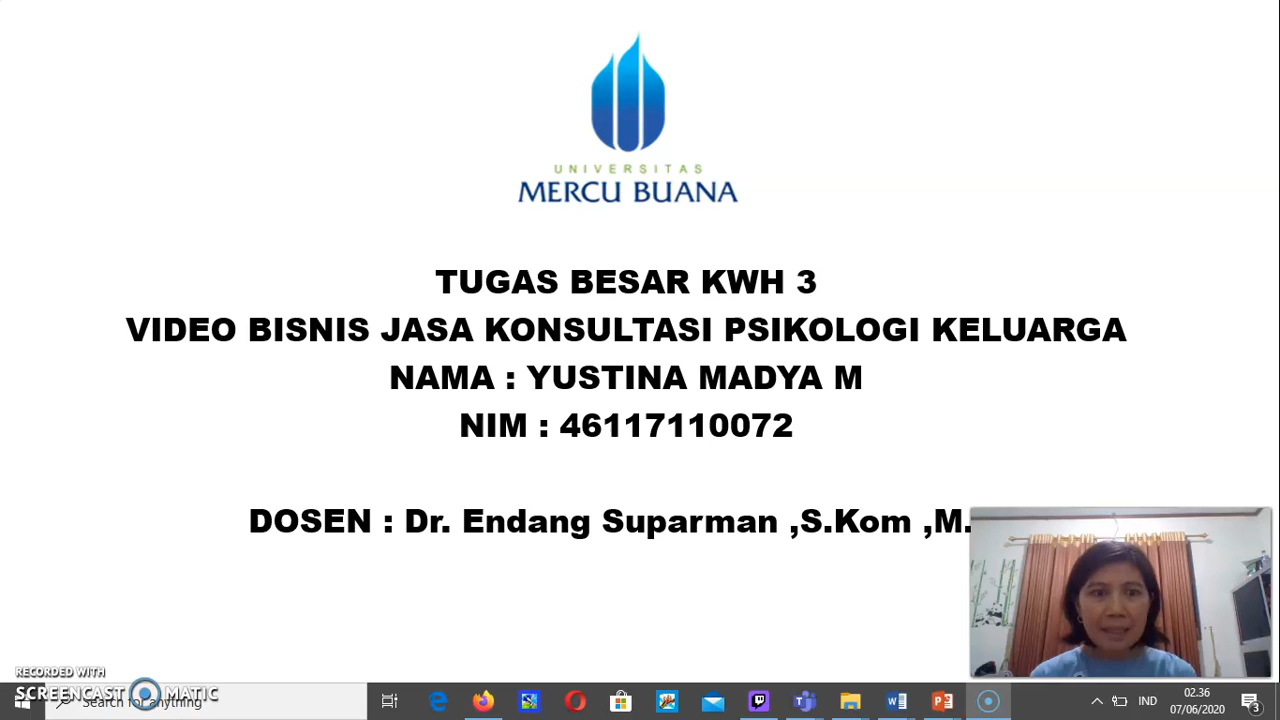 UNIVERSITAS
MERCU BUANA
TUGAS BESAR KWH 3
VIDEO BISNIS JASA KONSULTASI PSIKOLOGI KELUARGA
NAMA : YUSTINA MADYA M
NIM : 46117110072
DOSEN : Dr. Endang Suparman ,S.Kom ,M.
RECORDED WITH
SCREENCAST MATIC
Search for anything
IND
02.36
07/06/2020
3